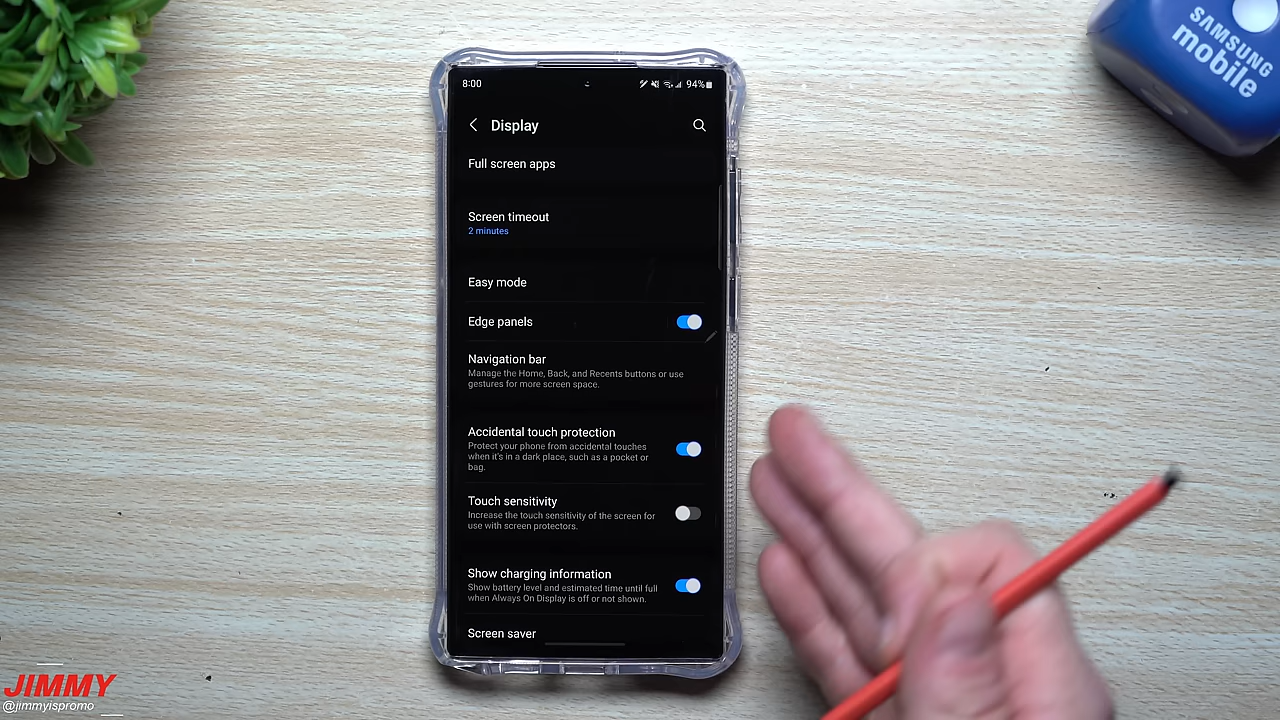 SAMSUNG
mobile
8:00
94%
Display
Full screen apps
Screen timeout
2 minutes
Easy mode
Edge panels
Navigation bar
Manage the Home, Back, and Recents buttons or use
gestures for more screen space.
Accidental touch protection
Protect your phone from accidental touches
when it's in a dark place, such as a pocket or
bag.
Touch sensitivity
Increase the touch sensitivity of the screen for
use with screen protectors.
Show charging information
Show battery level and estimated time until full
when Always On Display is off or not shown.
Screen saver
JIMMY
@jimmyispromo